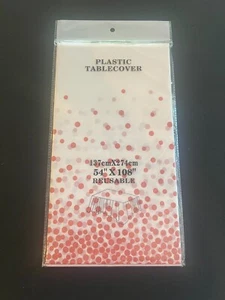 PLASTIC
TABLECOVER
137cmX274cm
54" X 108"
REUSABLE